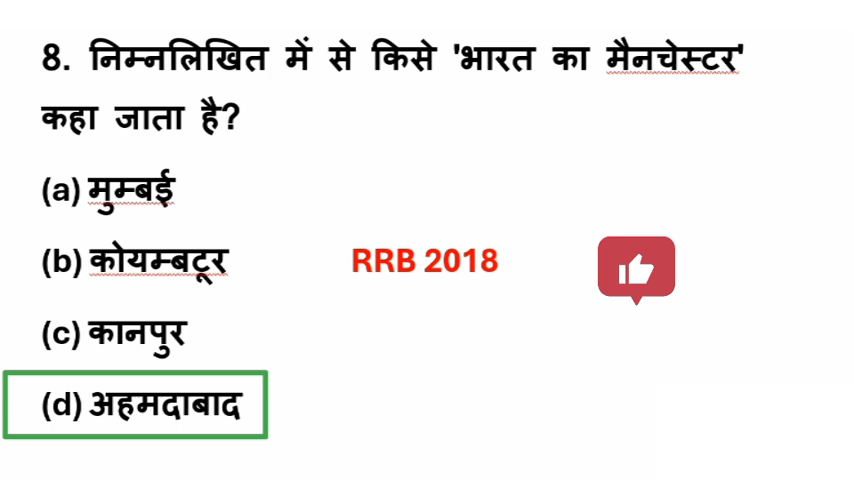 8. निम्नलिखित में से किसे 'भारत का मैनचेस्टर'
कहा जाता है?
(a) मुम्बई
(b) कोयम्बटूर
RRB 2018
(c) कानपुर
(d) अहमदाबाद